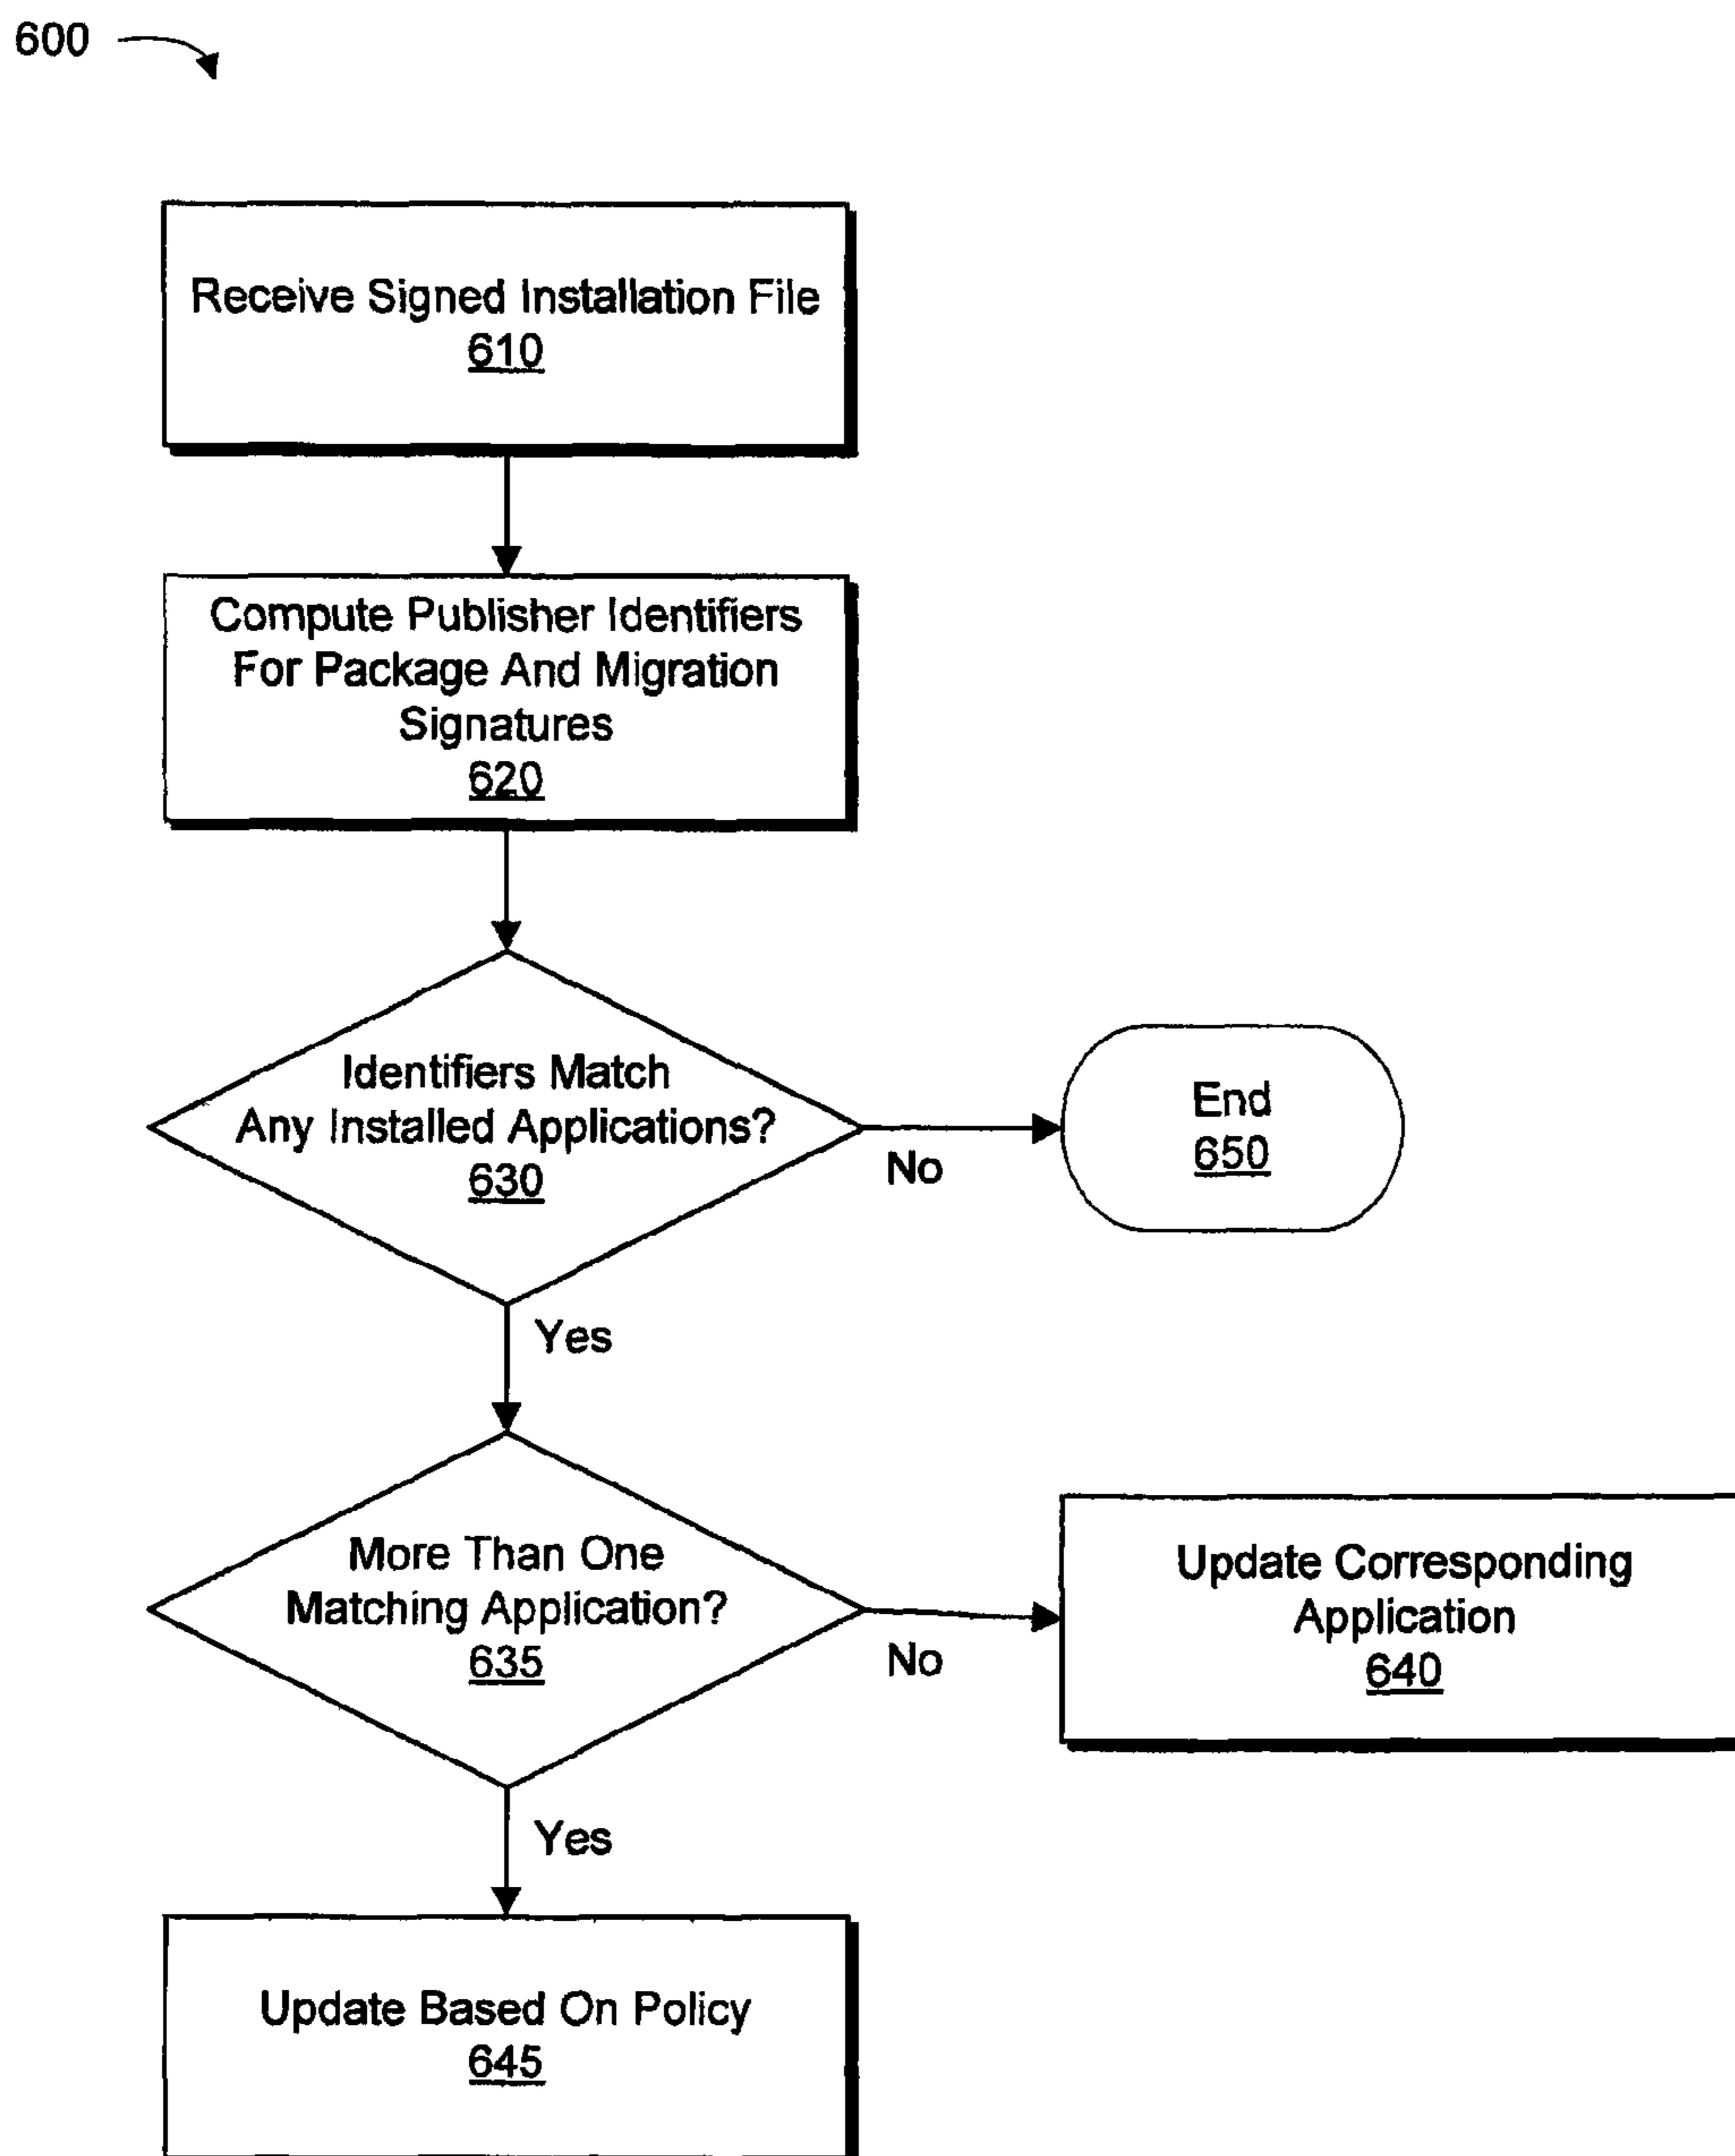 600
Receive Signed Installation File
610
Compute Publisher Identifiers
For Package And Migration
Signatures
620
Identifiers Match
Any Installed Applications?
630
No
End
650
Yes
More Than One
Matching Application?
635
No
Update Corresponding
Application
640
Yes
Update Based On Policy
645